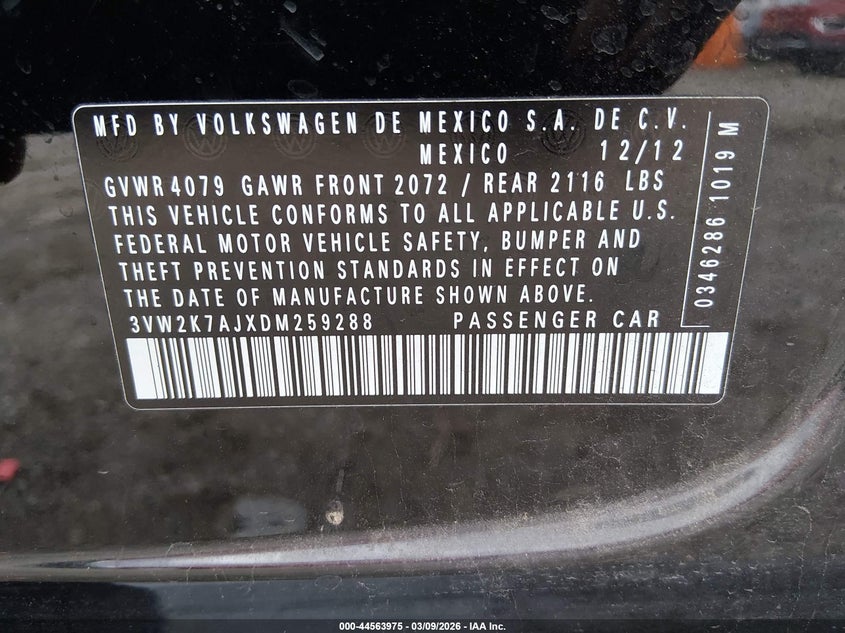 MFD BY VOLKSWAGEN DE MEXICO S.A. DE C.V.
MEXICO 12/12
GVWR 4079 GAWR FRONT 2072 / REAR 2116 LBS
THIS VEHICLE CONFORMS TO ALL APPLICABLE U.S.
FEDERAL MOTOR VEHICLE SAFETY, BUMPER AND
THEFT PREVENTION STANDARDS IN EFFECT ON
THE DATE OF MANUFACTURE SHOWN ABOVE.
3VW2K7AJXDM259288 PASSENGER CAR
0346286 1019 M
000-44563975 | 03/09/2026 - IAA Inc.